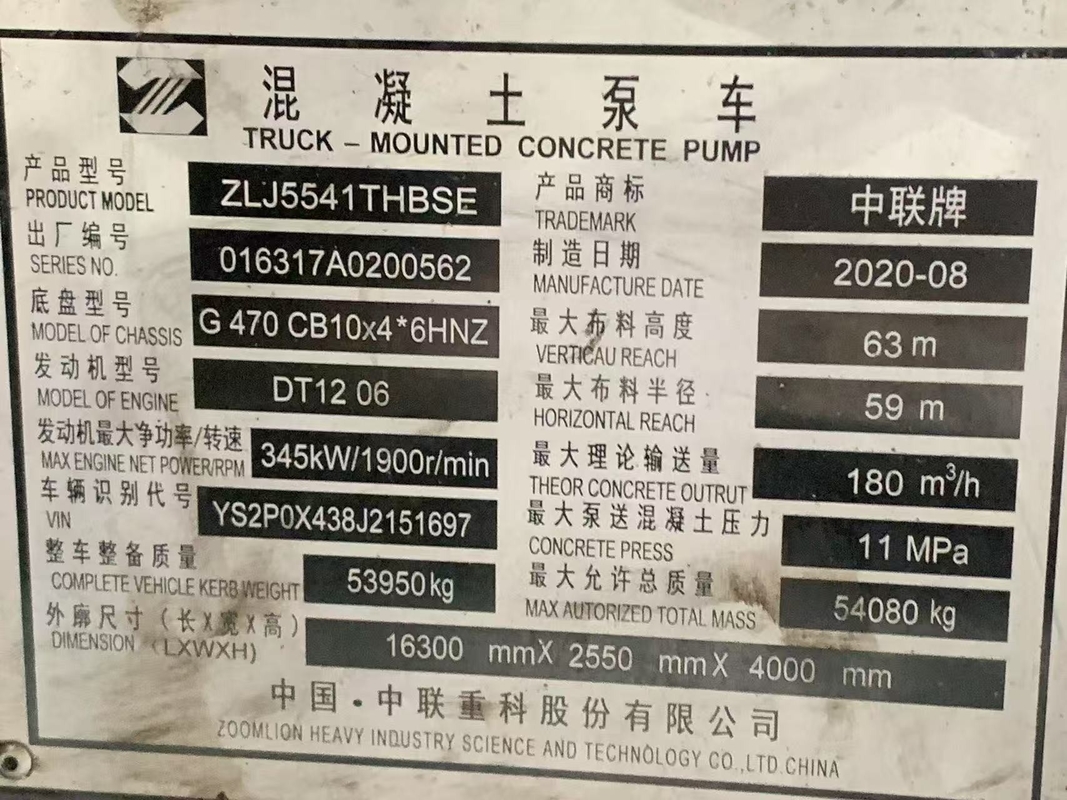 混凝土泵车
TRUCK – MOUNTED CONCRETE PUMP
产品型号
PRODUCT MODEL
ZLJ5541THBSE
产品商标
TRADEMARK
中联牌
出厂编号
SERIES NO.
016317A0200562
制造日期
MANUFACTURE DATE
2020-08
底盘型号
MODEL OF CHASSIS
G 470 CB10x4*6HNZ
最大布料高度
VERTICAU REACH
63 m
发动机型号
MODEL OF ENGINE
DT12 06
最大布料半径
HORIZONTAL REACH
59 m
发动机最大净功率/转速
MAX ENGINE NET POWER/RPM
345kW/1900r/min
最大理论输送量
THEOR CONCRETE OUTRUT
180 m³/h
车辆识别代号
VIN
YS2P0X438J2151697
最大泵送混凝土压力
CONCRETE PRESS
11 MPa
整车整备质量
COMPLETE VEHICLE KERB WEIGHT
53950kg
最大允许总质量
MAX AUTORIZED TOTAL MASS
54080 kg
外廓尺寸（长X宽X高）
DIMENSION （LXWXH）
16300 mmX 2550 mmX 4000 mm
中国·中联重科股份有限公司
ZOOMLION HEAVY INDUSTRY SCIENCE AND TECHNOLOGY CO.,LTD.CHINA